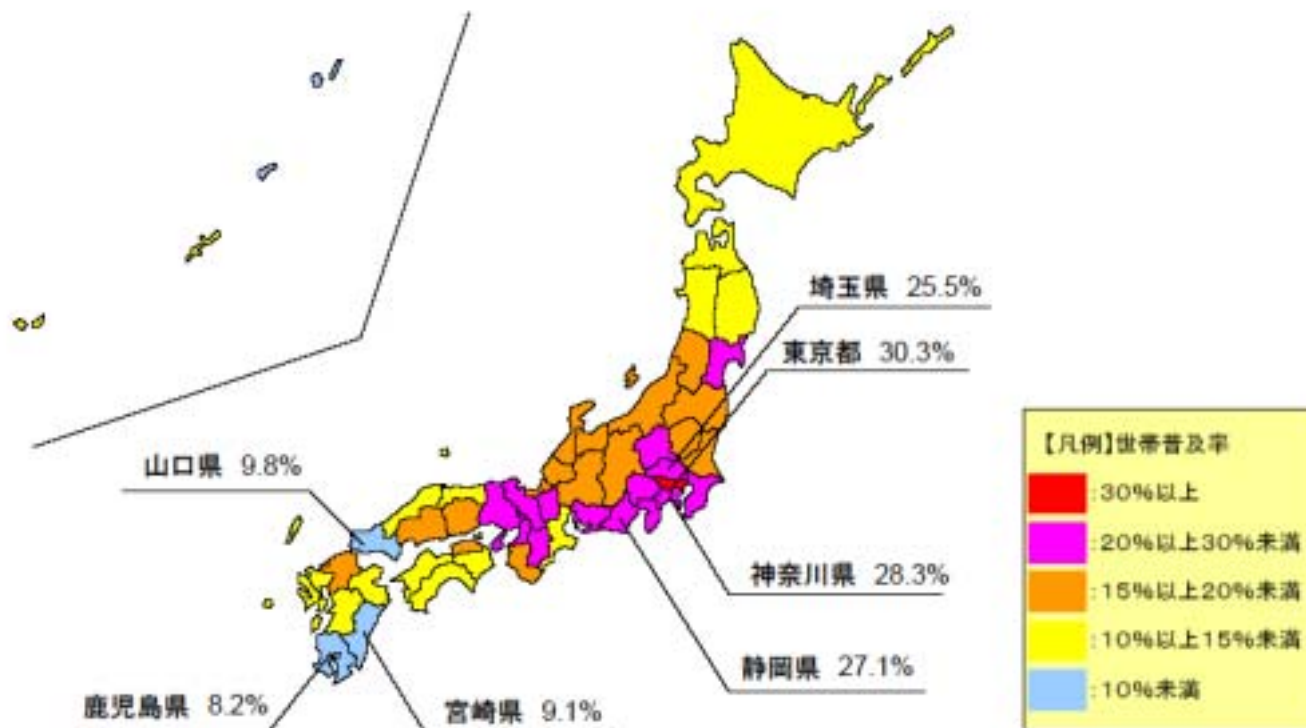 埼玉県 25.5%
東京都 30.3%
山口県 9.8%
神奈川県 28.3%
静岡県 27.1%
鹿児島県 8.2%
宮崎県 9.1%
【凡例】世帯普及率
:30%以上
:20%以上30%未満
:15%以上20%未満
:10%以上15%未満
:10%未満